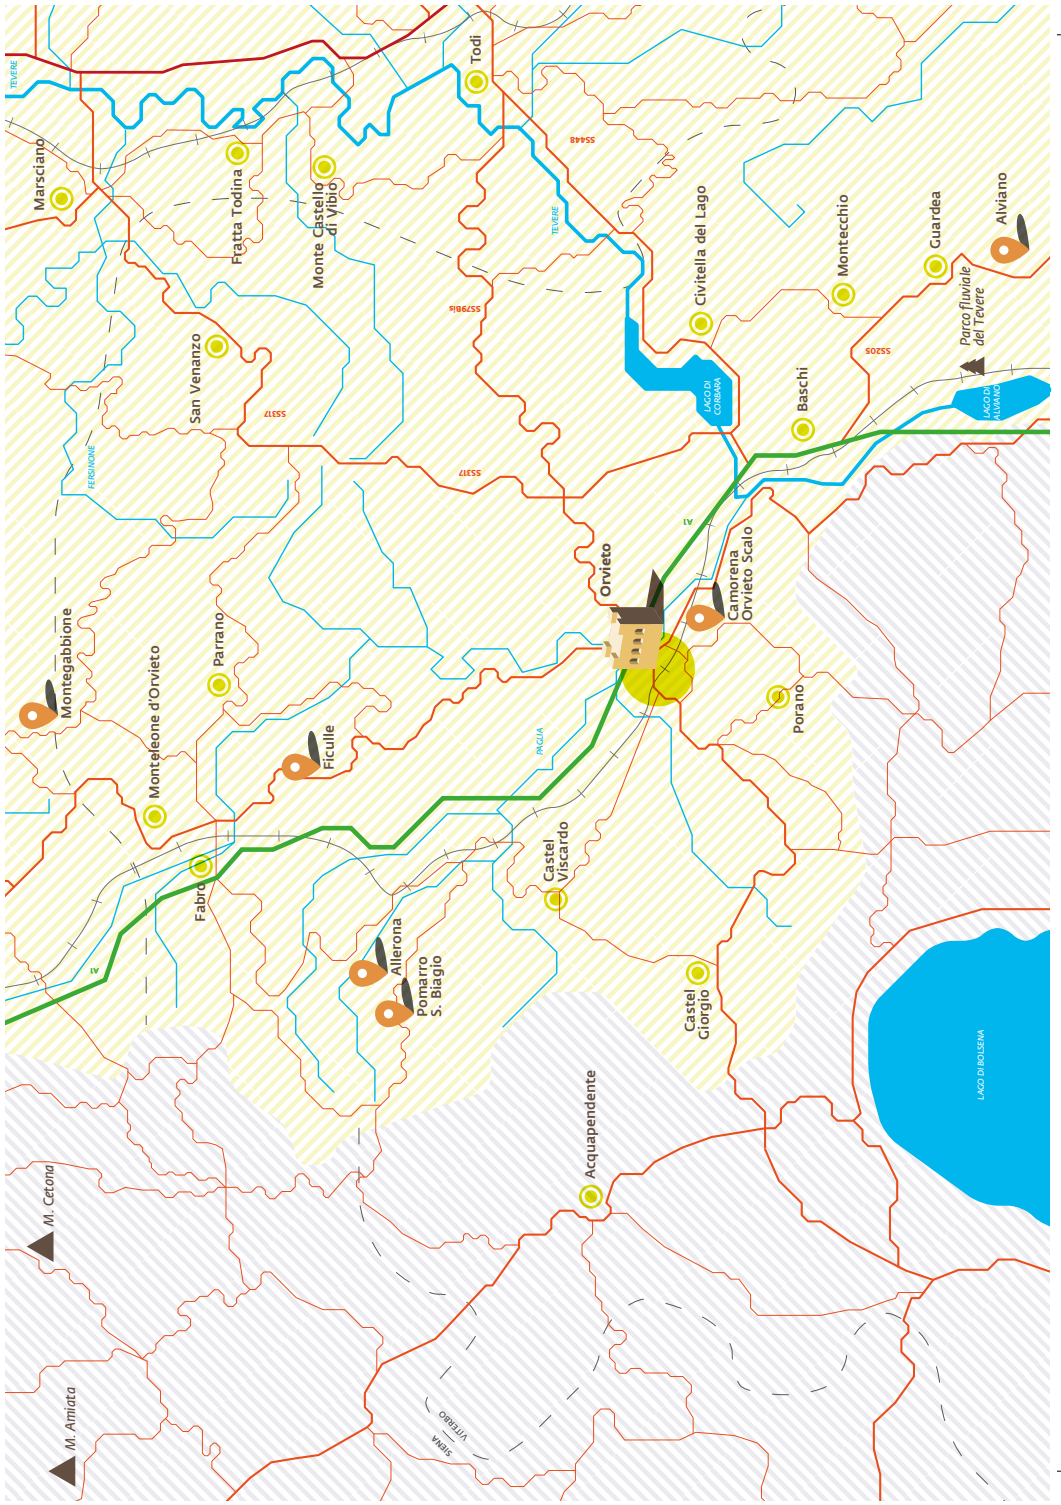 TEVERE
Marsciano
Fratta Todina
Monte Castello
di Vibio
Todi
SS448
TEVERE
Civitella del Lago
Montecchio
Guardea
Alviano
Parco fluviale
del Tevere
SS79Bis
SS205
San Venanzo
SS317
SS317
FERSINONE
LAGO DI
CORBARA
Baschi
LAGO DI
ALVIANO
A1
Orvieto
Camorena
Orvieto Scalo
Montegabbione
Parrano
Monteleone d'Orvieto
Ficulle
PAGLIA
Porano
Fabro
Castel
Viscardo
A1
Allerona
Pomarro
S. Biagio
Castel
Giorgio
LAGO DI BOLSENA
Acquapendente
M. Cetona
M. Amiata
VITERBO
SIENA